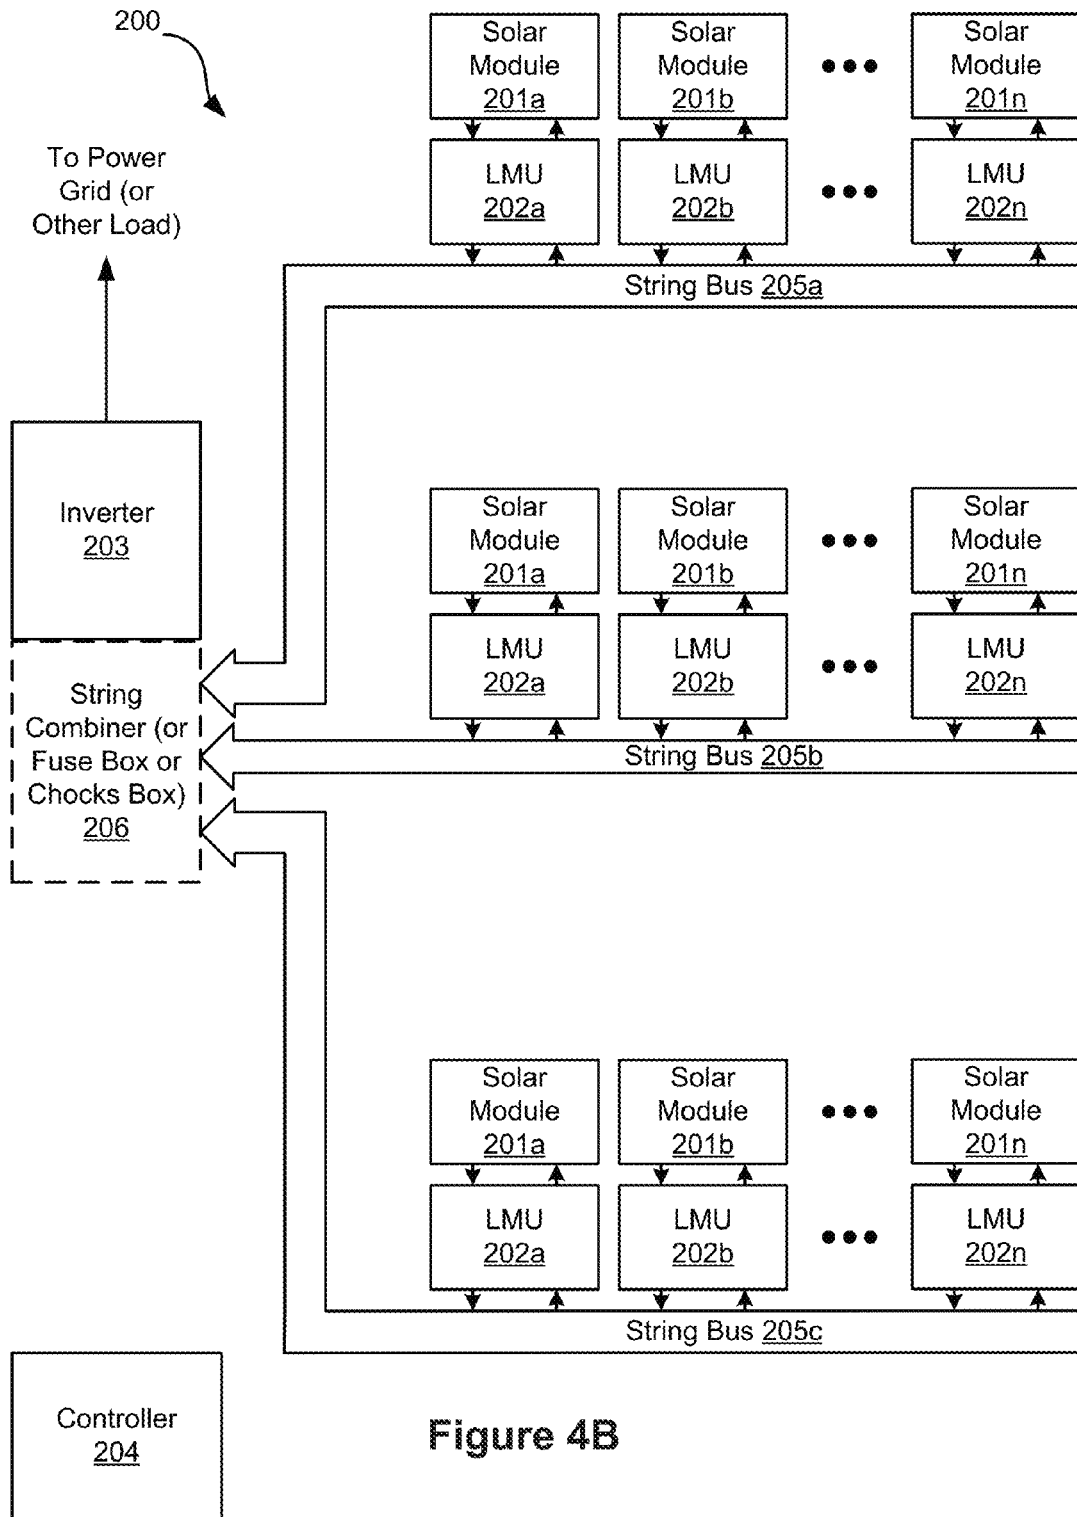 200
To Power
Grid (or
Other Load)
Solar
Module
201a
Solar
Module
201b
Solar
Module
201n
LMU
202a
LMU
202b
LMU
202n
String Bus 205a
Inverter
203
Solar
Module
201a
Solar
Module
201b
Solar
Module
201n
LMU
202a
LMU
202b
LMU
202n
String Bus 205b
String
Combiner (or
Fuse Box or
Chocks Box)
206
Solar
Module
201a
Solar
Module
201b
Solar
Module
201n
LMU
202a
LMU
202b
LMU
202n
String Bus 205c
Controller
204
Figure 4B